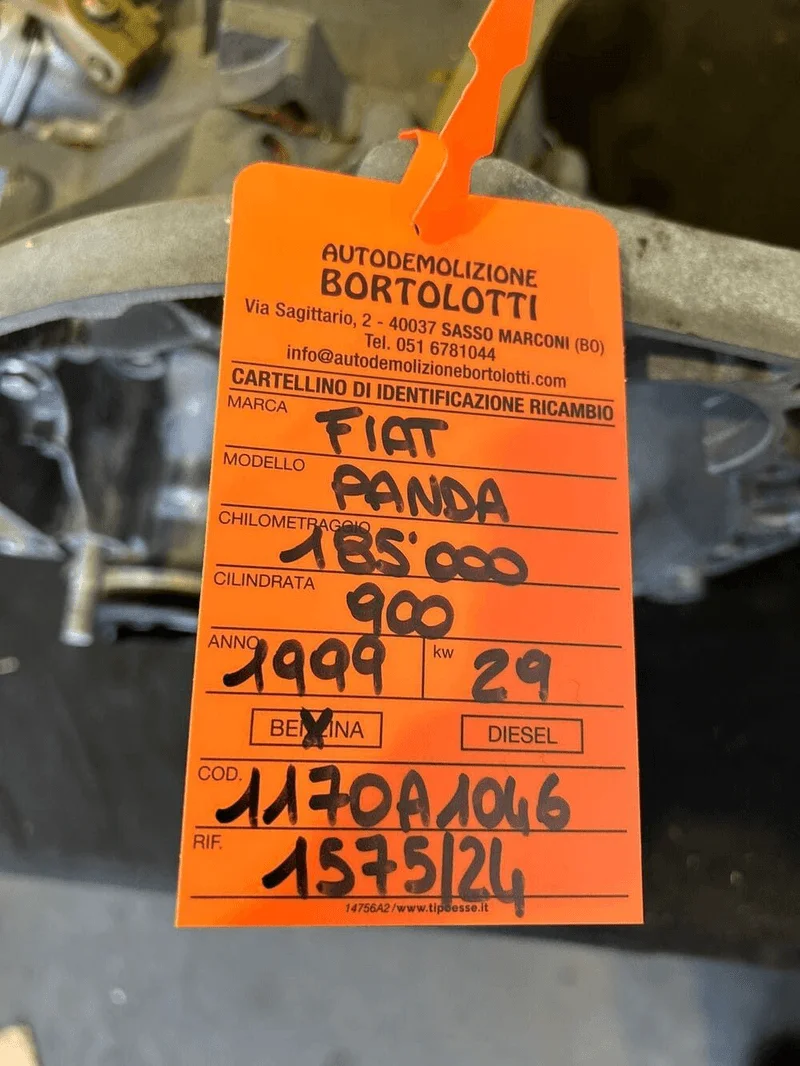 AUTODEMOLIZIONE
BORTOLOTTI
Via Sagittario, 2 - 40037 SASSO MARCONI (BO)
Tel. 051 6781044
info@autodemolizionebortolotti.com
CARTELLINO DI IDENTIFICAZIONE RICAMBIO
MARCA FIAT
MODELLO PANDA
CHILOMETRAGGIO 185'000
CILINDRATA 900
ANNO 1999 kw 29
BENZINA DIESEL
COD. 1170A1046
RIF. 1575/24
14756A2/www.tipoesse.it